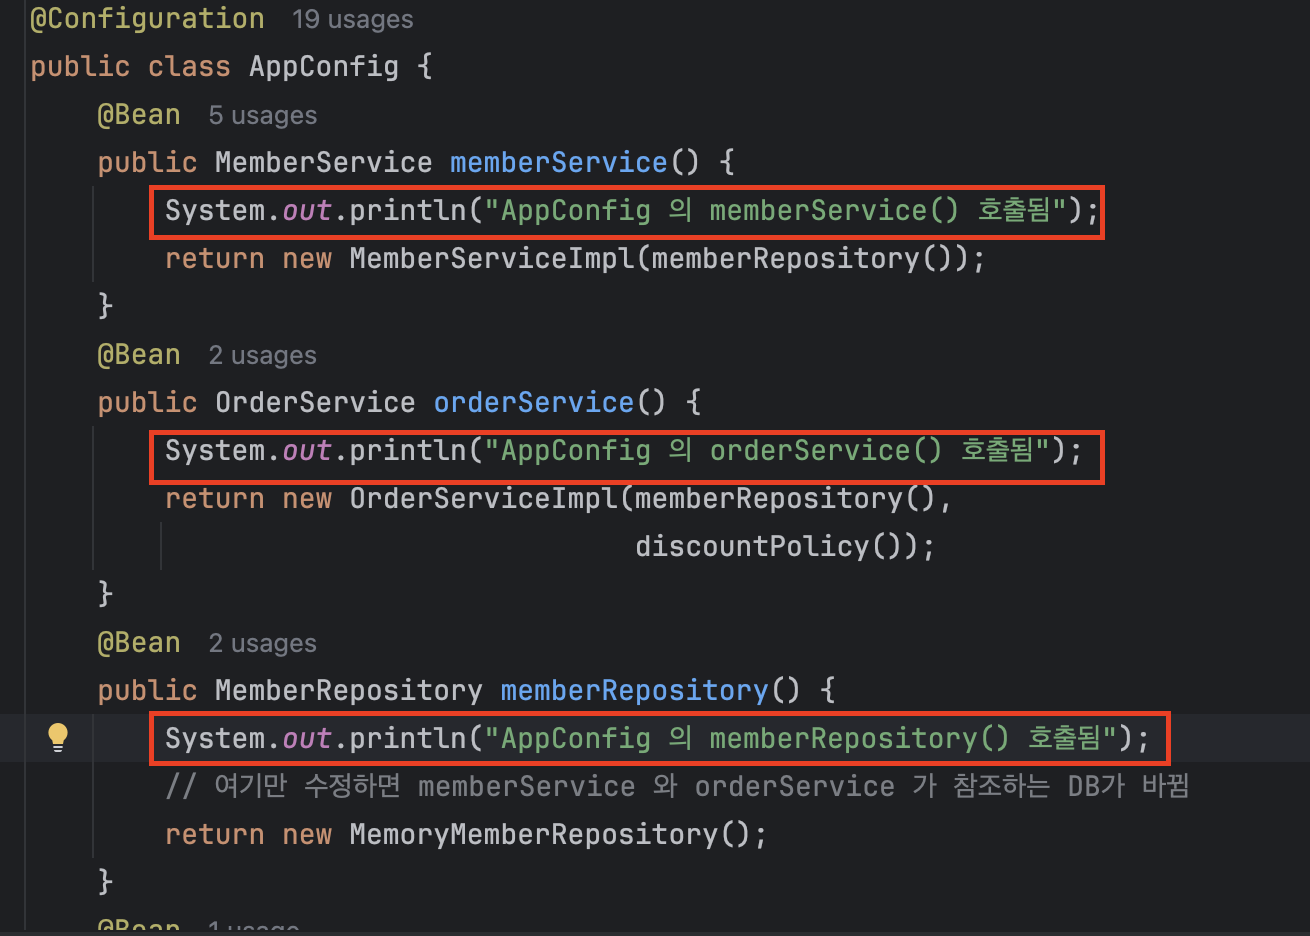 @Configuration 19 usages
public class AppConfig {
@Bean 5 usages
public MemberService memberService() {
System.out.println("AppConfig 의 memberService() 호출됨");
return new MemberServiceImpl(memberRepository());
}
@Bean 2 usages
public OrderService orderService() {
System.out.println("AppConfig 의 orderService() 호출됨");
return new OrderServiceImpl(memberRepository(),
discountPolicy());
}
@Bean 2 usages
public MemberRepository memberRepository() {
System.out.println("AppConfig 의 memberRepository() 호출됨");
// 여기만 수정하면 memberService 와 orderService 가 참조하는 DB가 바뀜
return new MemoryMemberRepository();
}
@Bean 1 usage